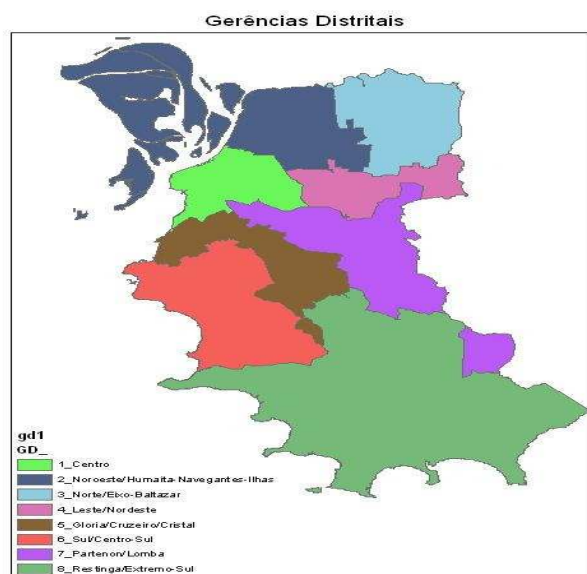 Gerências Distritais
gd1
GD_
1_Centro
2_Noroeste/Humaita-Navegantes-Ilhas
3_Norte/Eixo-Baltazar
4_Leste/Nordeste
5_Gloria/Cruzeiro/Cristal
6_Sul/Centro-Sul
7_Partenon/Lomba
8_Restinga/Extremo-Sul